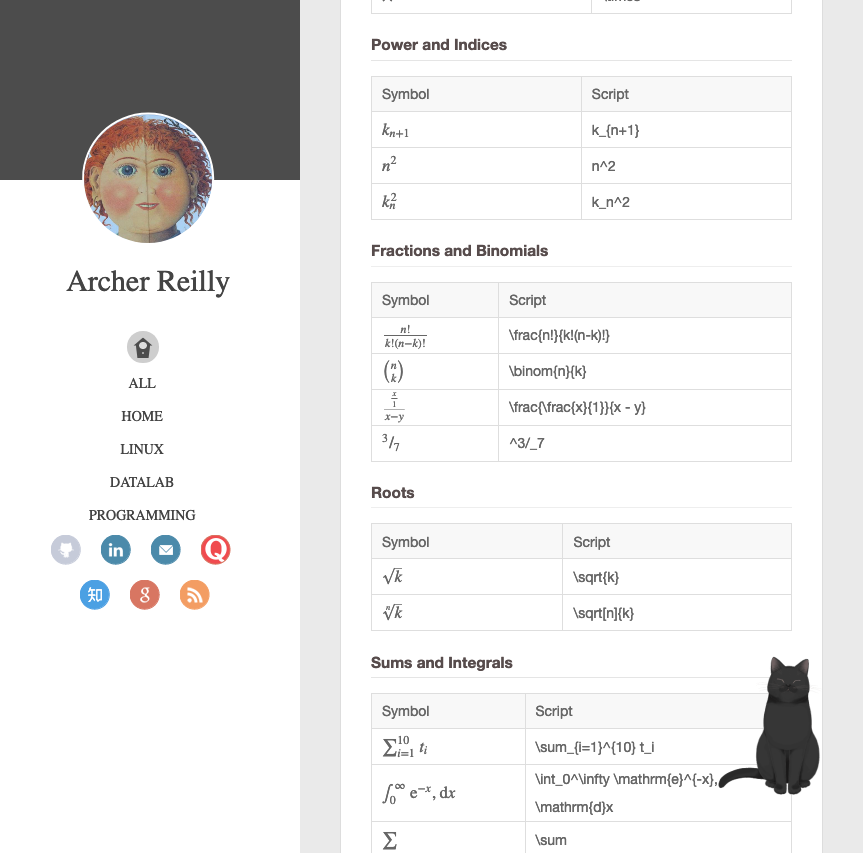 Archer Reilly
ALL
HOME
LINUX
DATALAB
PROGRAMMING
in
Q
知
g
Power and Indices
Symbol Script
k_{n+1} k_{n+1}
n^2 n^2
k_n^2 k_n^2
Fractions and Binomials
Symbol Script
\frac{n!}{k!(n-k)!} \frac{n!}{k!(n-k)!}
\binom{n}{k} \binom{n}{k}
\frac{\frac{x}{1}}{x-y} \frac{\frac{x}{1}}{x - y}
^3/_7 ^3/_7
Roots
Symbol Script
\sqrt{k} \sqrt{k}
\sqrt[n]{k} \sqrt[n]{k}
Sums and Integrals
Symbol Script
\sum_{i=1}^{10} t_i \sum_{i=1}^{10} t_i
\int_0^\infty \mathrm{e}^{-x}, \mathrm{d}x \int_0^\infty \mathrm{e}^{-x},
\mathrm{d}x
∑ \sum